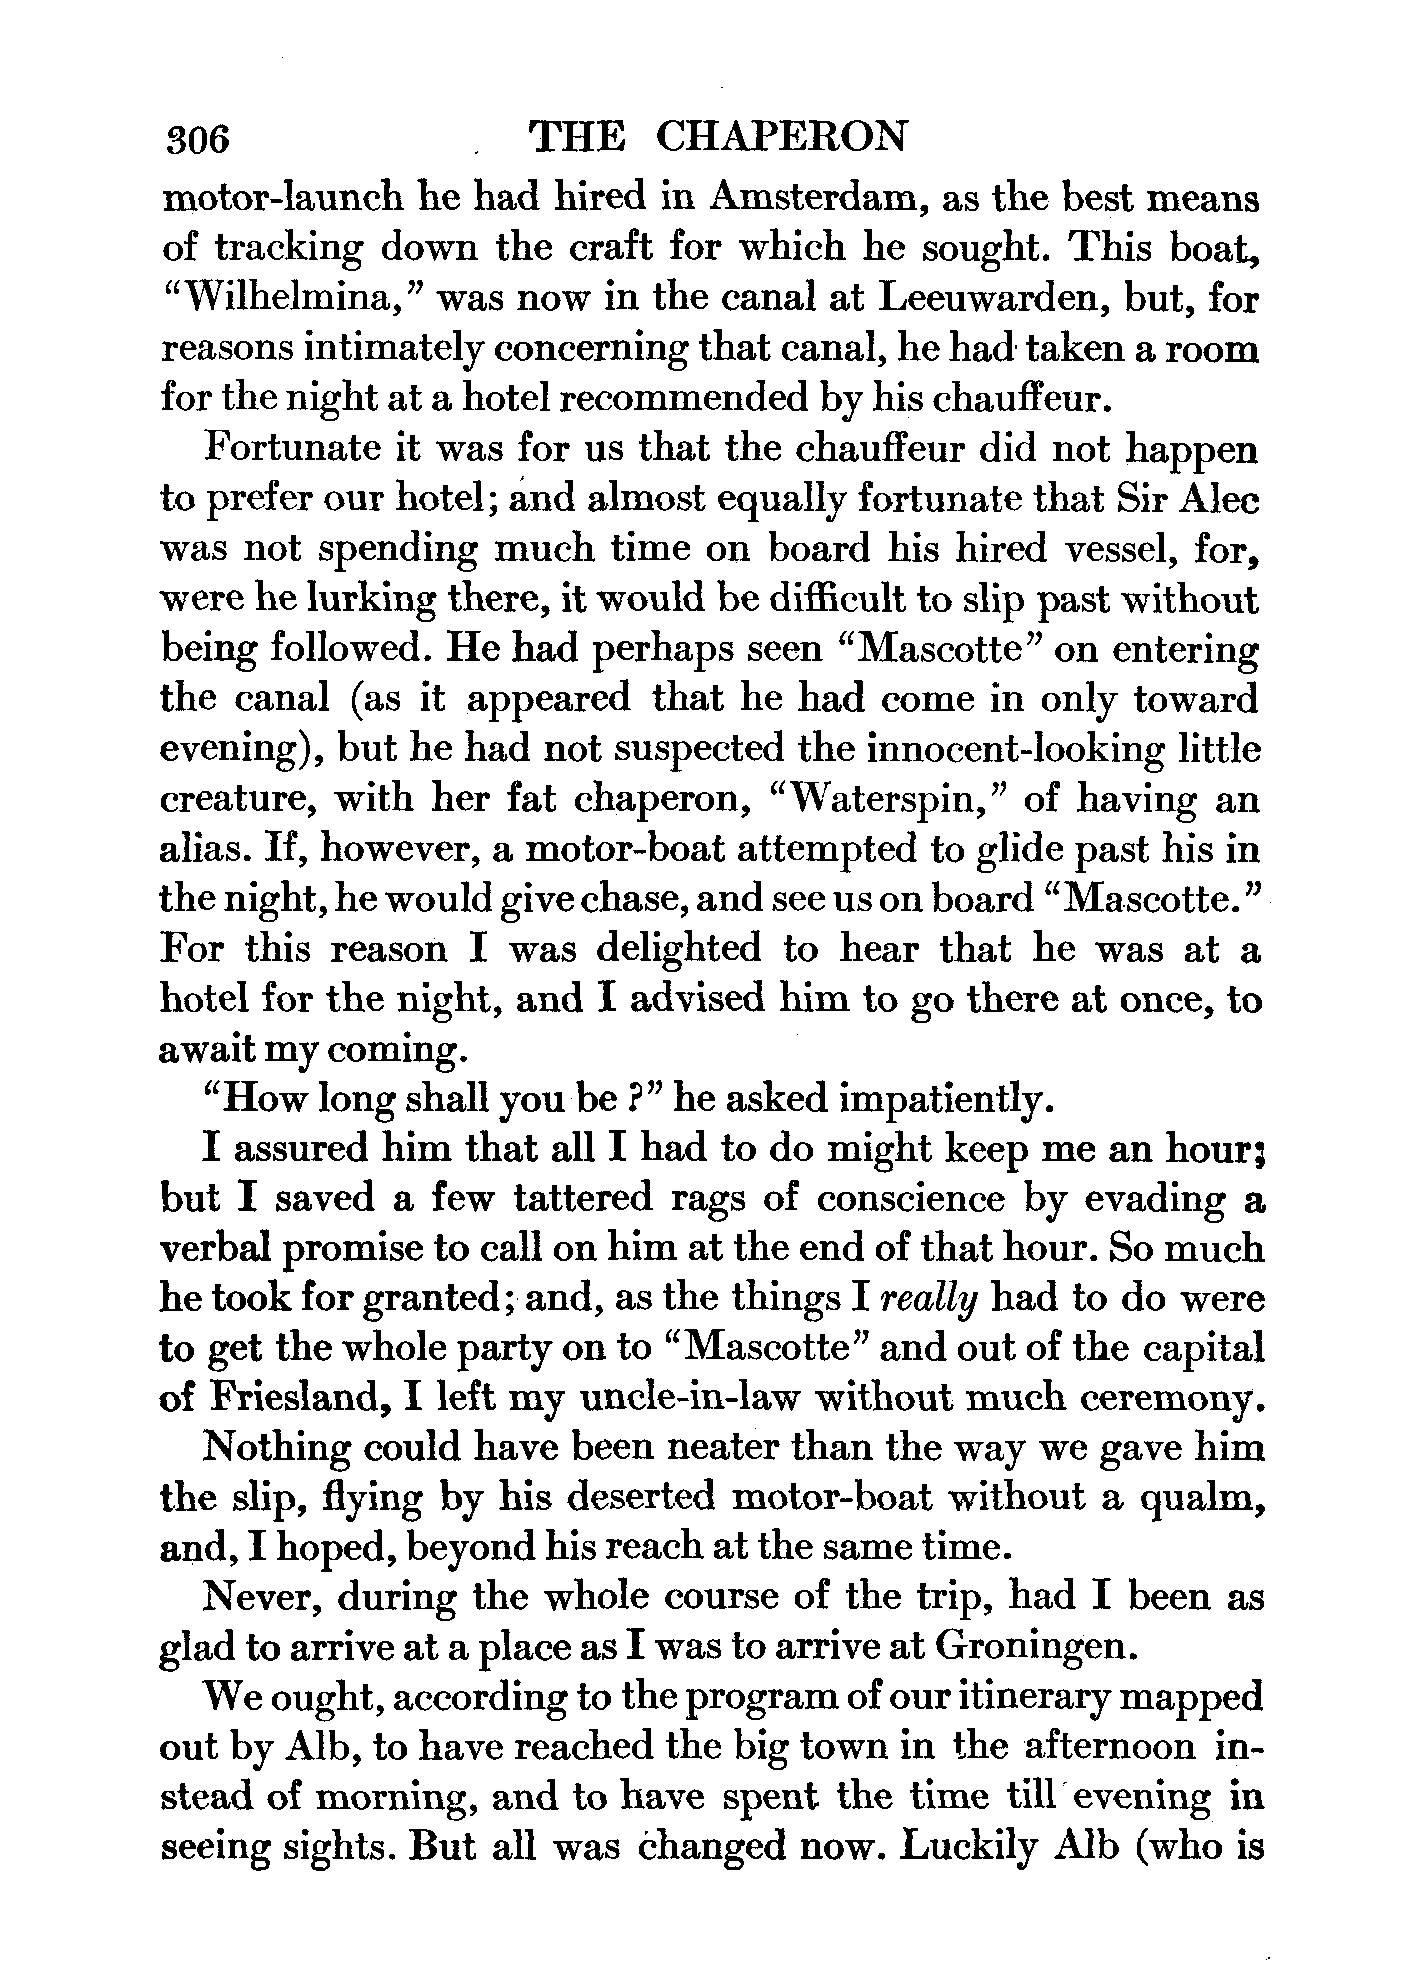 306 THE CHAPERON
motor-launch he had hired in Amsterdam, as the best means
of tracking down the craft for which he sought. This boat,
“Wilhelmina,” was now in the canal at Leeuwarden, but, for
reasons intimately concerning that canal, he had taken a room
for the night at a hotel recommended by his chauffeur.
Fortunate it was for us that the chauffeur did not happen
to prefer our hotel; and almost equally fortunate that Sir Alec
was not spending much time on board his hired vessel, for,
were he lurking there, it would be difficult to slip past without
being followed. He had perhaps seen “Mascotte” on entering
the canal (as it appeared that he had come in only toward
evening), but he had not suspected the innocent-looking little
creature, with her fat chaperon, “Waterspin,” of having an
alias. If, however, a motor-boat attempted to glide past his in
the night, he would give chase, and see us on board “Mascotte.”
For this reason I was delighted to hear that he was at a
hotel for the night, and I advised him to go there at once, to
await my coming.
“How long shall you be ?” he asked impatiently.
I assured him that all I had to do might keep me an hour;
but I saved a few tattered rags of conscience by evading a
verbal promise to call on him at the end of that hour. So much
he took for granted; and, as the things I really had to do were
to get the whole party on to “Mascotte” and out of the capital
of Friesland, I left my uncle-in-law without much ceremony.
Nothing could have been neater than the way we gave him
the slip, flying by his deserted motor-boat without a qualm,
and, I hoped, beyond his reach at the same time.
Never, during the whole course of the trip, had I been as
glad to arrive at a place as I was to arrive at Groningen.
We ought, according to the program of our itinerary mapped
out by Alb, to have reached the big town in the afternoon in-
stead of morning, and to have spent the time till evening in
seeing sights. But all was changed now. Luckily Alb (who is